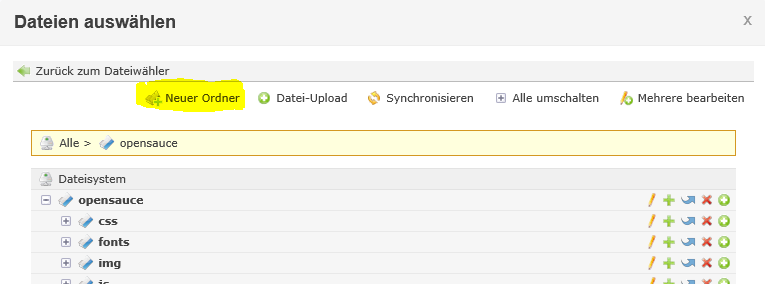 Dateien auswählen X
Zurück zum Dateiwähler
Neuer Ordner Datei-Upload Synchronisieren Alle umschalten Mehrere bearbeiten
Alle > opensauce
Dateisystem
opensauce
css
fonts
img